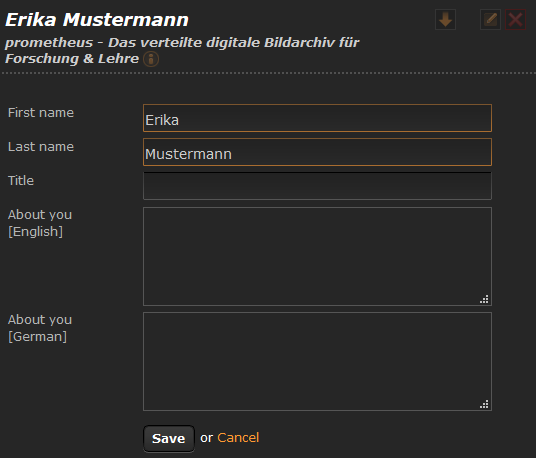 Erika Mustermann
prometheus - Das verteilte digitale Bildarchiv für
Forschung & Lehre
First name
Erika
Last name
Mustermann
Title
About you
[English]
About you
[German]
Save or Cancel